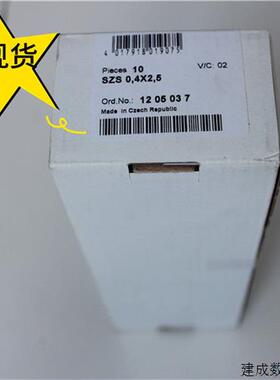 现货
4 017918 019075
Pieces 10
V/C: 02
SZS 0,4X2,5
Ord.No.: 12 05 03 7
Made in Czech Republic
建成数